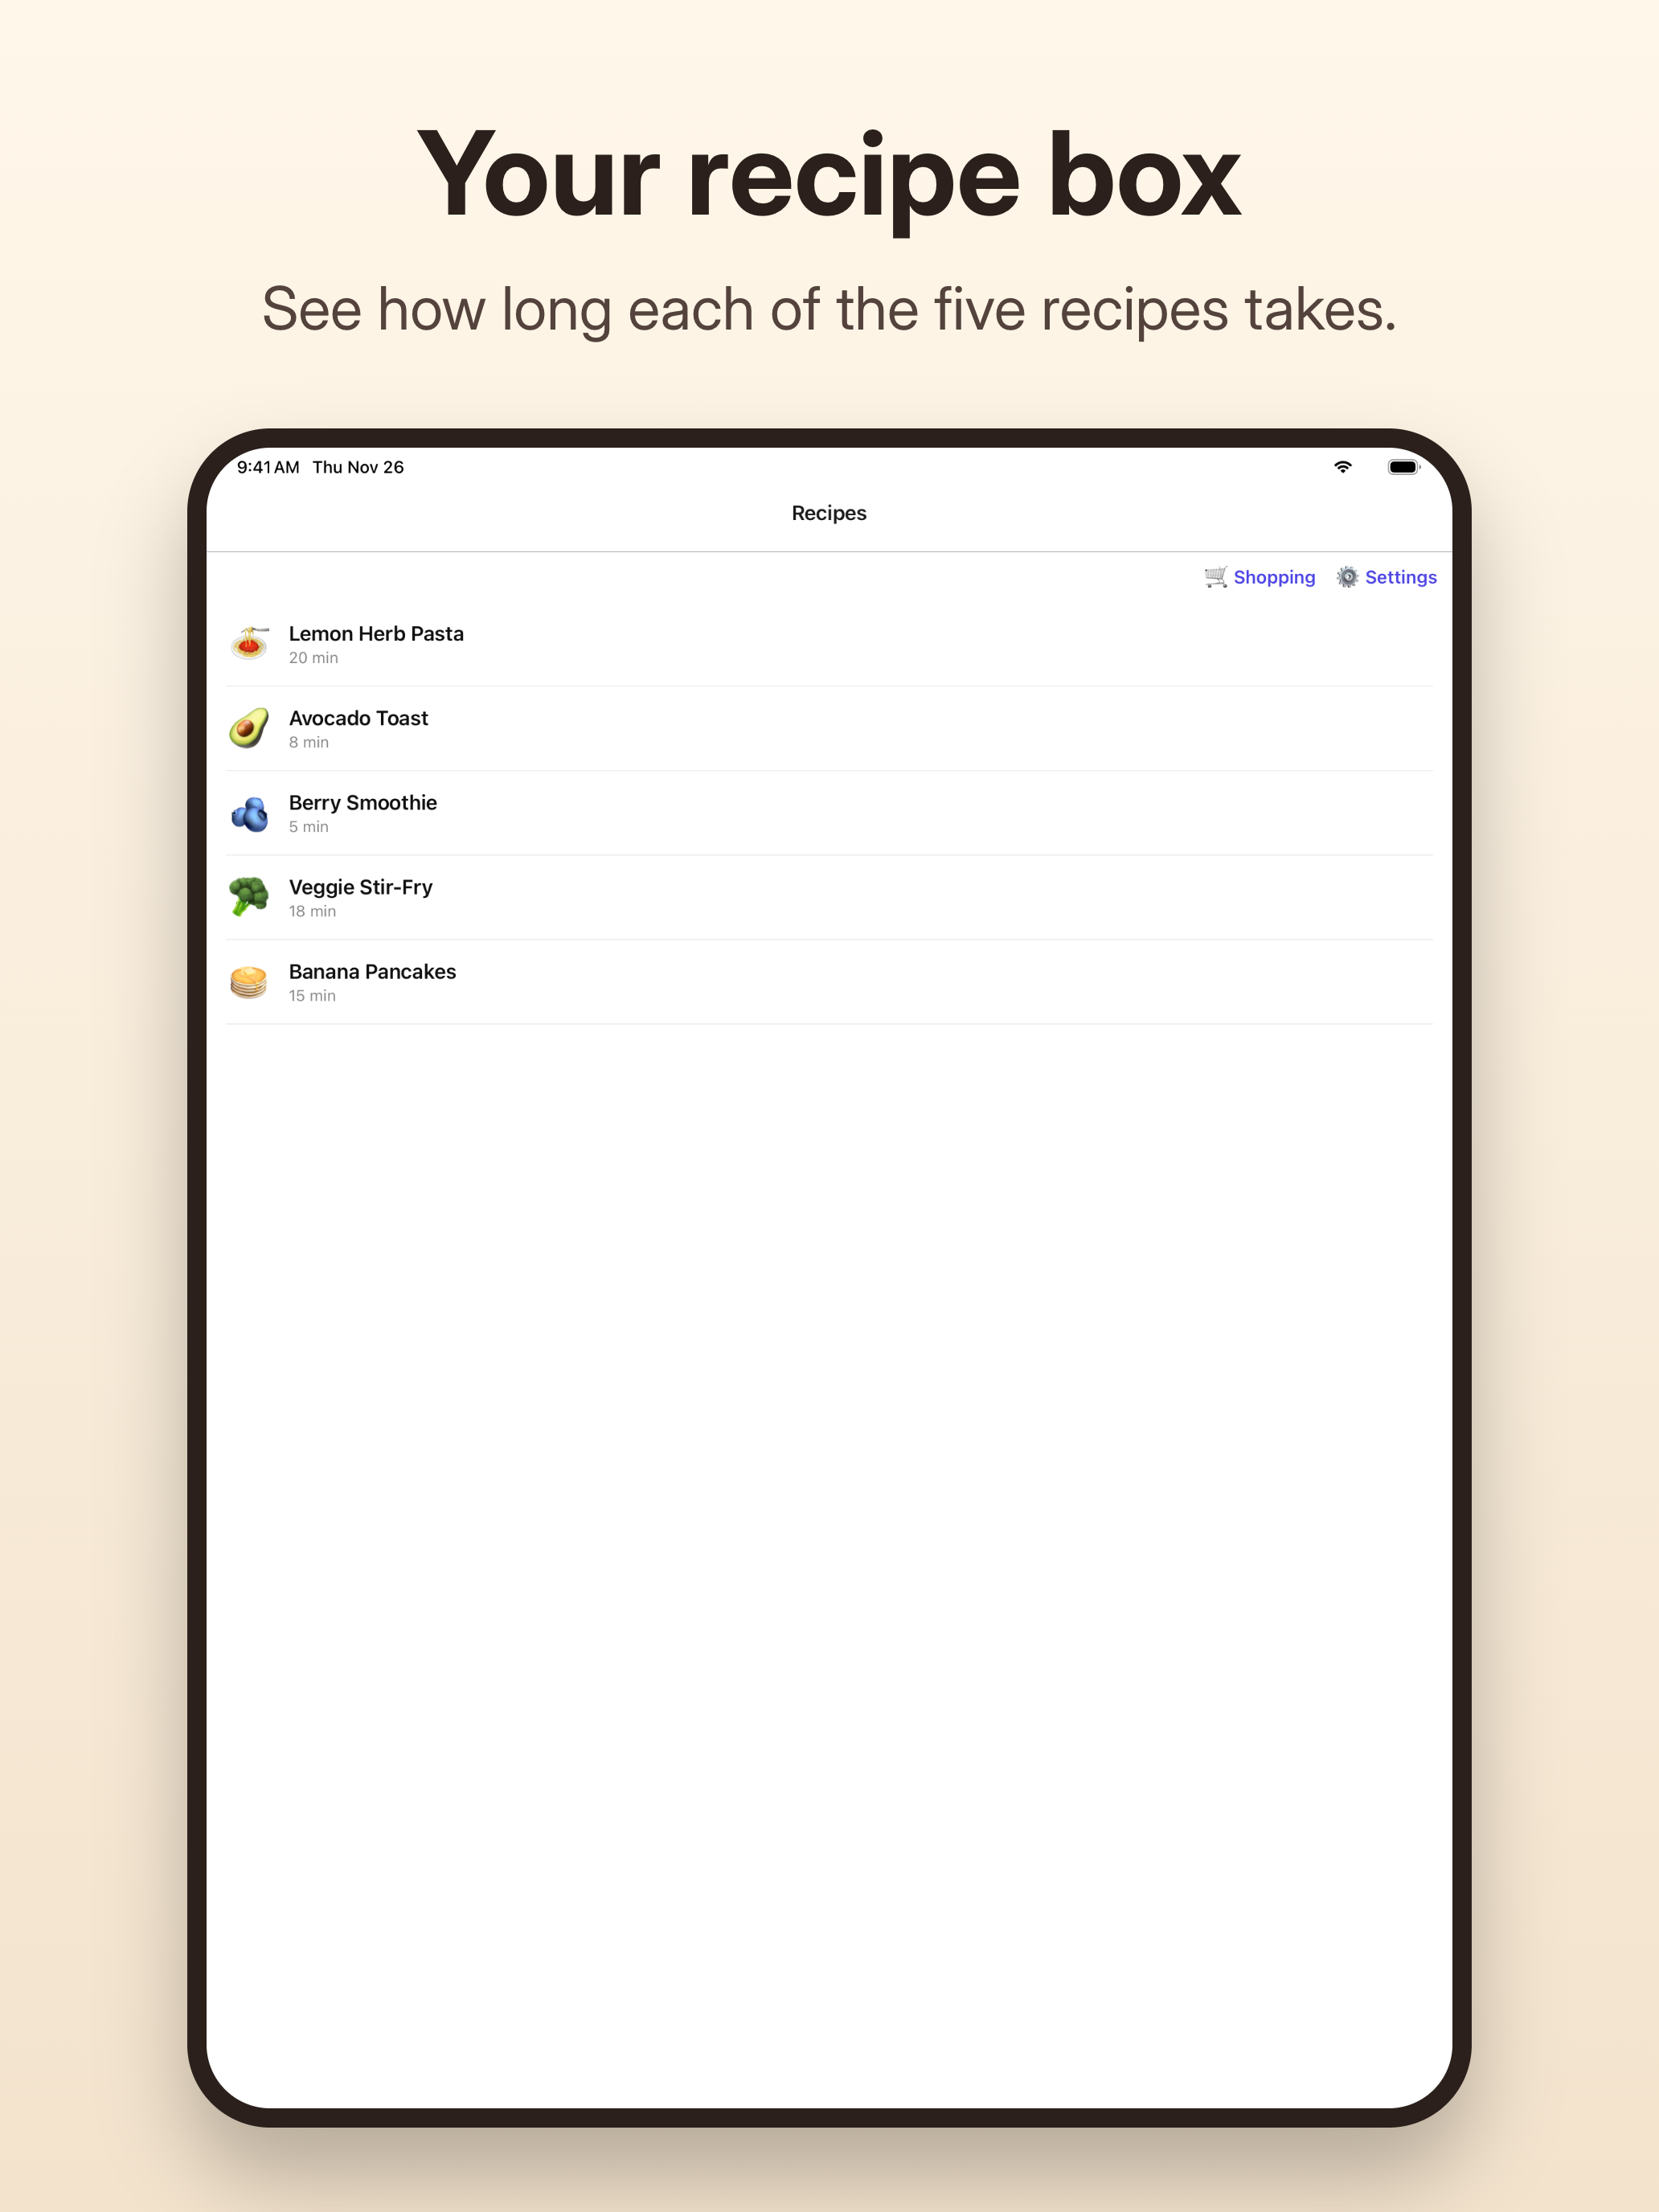 Your recipe box
See how long each of the five recipes takes.
9:41 AM Thu Nov 26
Recipes
Shopping Settings
Lemon Herb Pasta
20 min
Avocado Toast
8 min
Berry Smoothie
5 min
Veggie Stir-Fry
18 min
Banana Pancakes
15 min